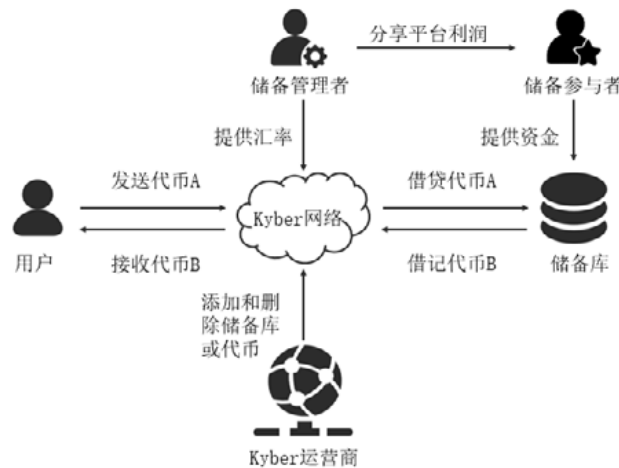 分享平台利润
储备管理者
储备参与者
提供汇率
提供资金
发送代币A
借贷代币A
Kyber网络
用户
接收代币B
借记代币B
储备库
添加和删
除储备库
或代币
Kyber运营商